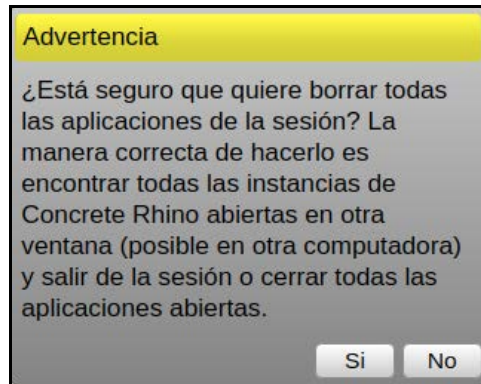 Advertencia
¿Está seguro que quiere borrar todas
las aplicaciones de la sesión? La
manera correcta de hacerlo es
encontrar todas las instancias de
Concrete Rhino abiertas en otra
ventana (posible en otra computadora)
y salir de la sesión o cerrar todas las
aplicaciones abiertas.
Si No